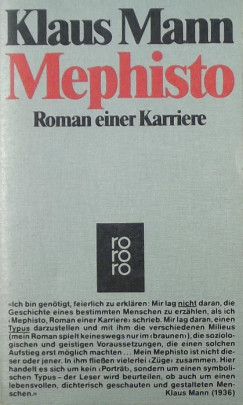 Klaus Mann
Mephisto
Roman einer Karriere
ro
ro
ro
«Ich bin genötigt, feierlich zu erklären: Mir lag nicht daran, die
Geschichte eines bestimmten Menschen zu erzählen, als ich
‹Mephisto, Roman einer Karriere› schrieb. Mir lag daran, einen
Typus darzustellen und mit ihm die verschiedenen Milieus
(mein Roman spielt keineswegs nur im ‹braunen›), die soziolo-
gischen und geistigen Voraussetzungen, die einen solchen
Aufstieg erst möglich machten ... Mein Mephisto ist nicht die-
ser oder jener. In ihm fließen vielerlei ‹Züge› zusammen. Hier
handelt es sich um kein ‹Porträt›, sondern um einen symboli-
schen Typus – der Leser wird beurteilen, ob auch um einen
lebensvollen, dichterisch geschauten und gestalteten Men-
schen.» Klaus Mann (1936)